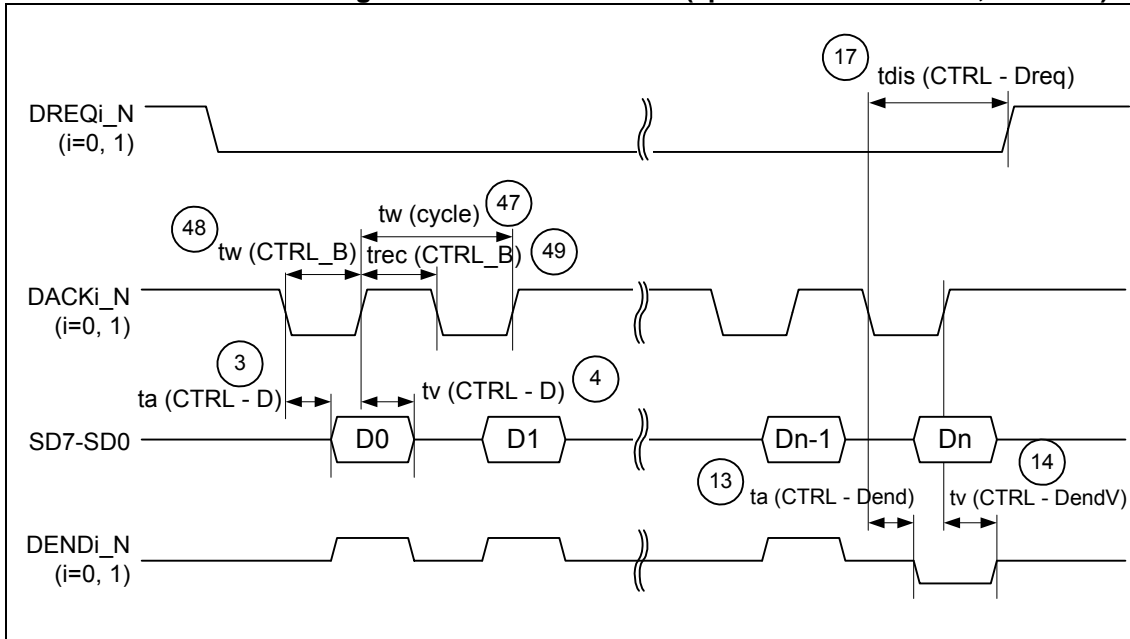 17
tdis (CTRL - Dreq)
DREQi_N
(i=0, 1)
47
tw (cycle)
48
tw (CTRL_B)
trec (CTRL_B)
49
DACKi_N
(i=0, 1)
3
ta (CTRL - D)
tv (CTRL - D)
4
SD7-SD0
D0
D1
Dn-1
Dn
13
ta (CTRL - Dend)
14
tv (CTRL - DendV)
DENDi_N
(i=0, 1)